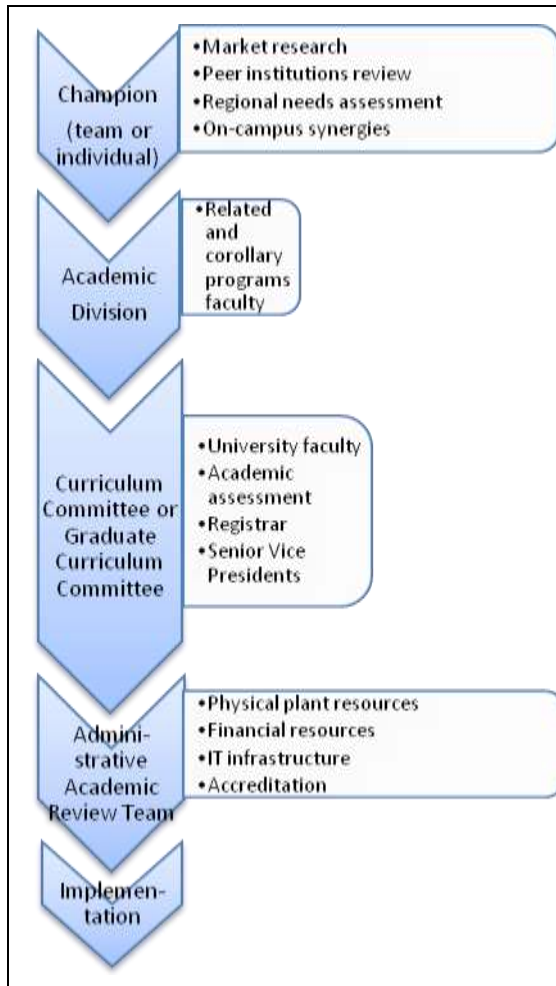 Champion
(team or
individual)
•Market research
•Peer institutions review
•Regional needs assessment
•On-campus synergies
Academic
Division
•Related
and
corollary
programs
faculty
Curriculum
Committee or
Graduate
Curriculum
Committee
•University faculty
•Academic
assessment
•Registrar
•Senior Vice
Presidents
Admini-
strative
Academic
Review Team
•Physical plant resources
•Financial resources
•IT infrastructure
•Accreditation
Implemen-
tation